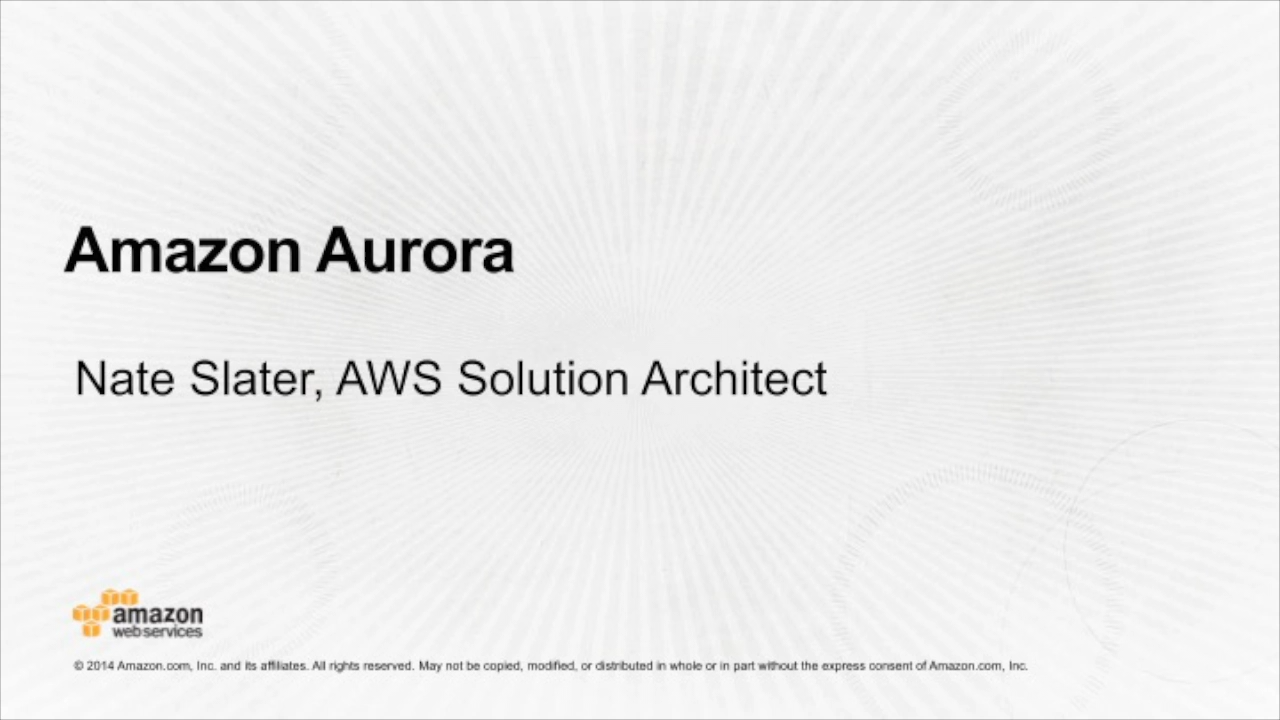 Amazon Aurora
Nate Slater, AWS Solution Architect
amazon
webservices
© 2014 Amazon.com, Inc. and its affiliates. All rights reserved. May not be copied, modified, or distributed in whole or in part without the express consent of Amazon.com, Inc.